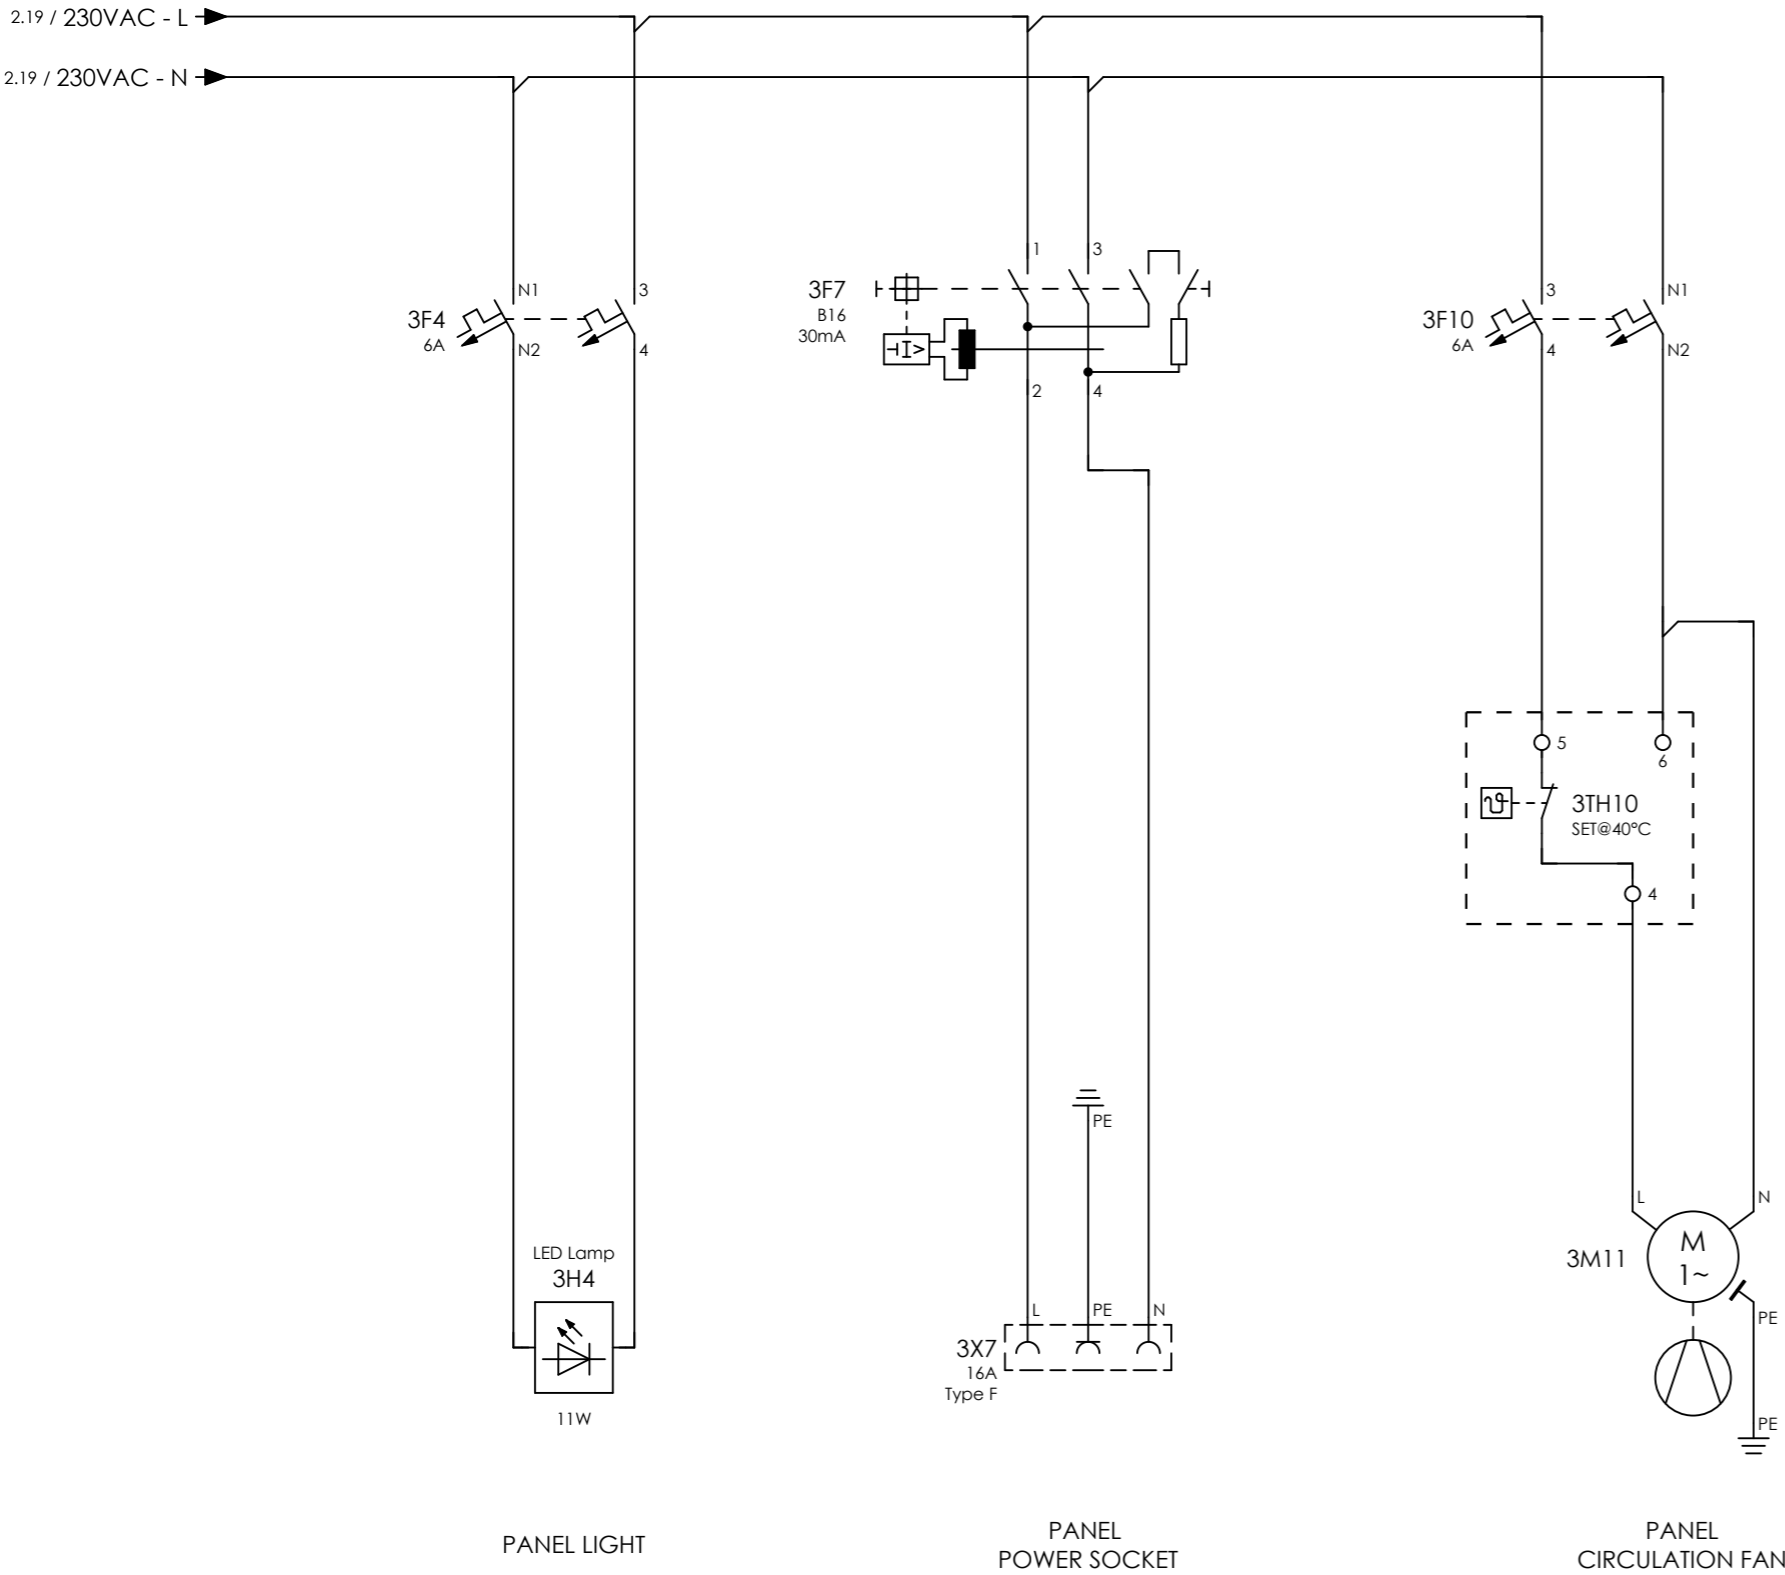 2.19 / 230VAC - L
2.19 / 230VAC - N
N1
3
3F4
6A
N2
4
1
3
3F7
B16
30mA
I>
2
4
3
N1
3F10
6A
4
N2
5
6
ϑ
3TH10
SET@40°C
4
PE
L
N
LED Lamp
3H4
M
1~
3M11
11W
L
PE
N
3X7
16A
Type F
PE
PE
PANEL LIGHT
PANEL
POWER SOCKET
PANEL
CIRCULATION FAN